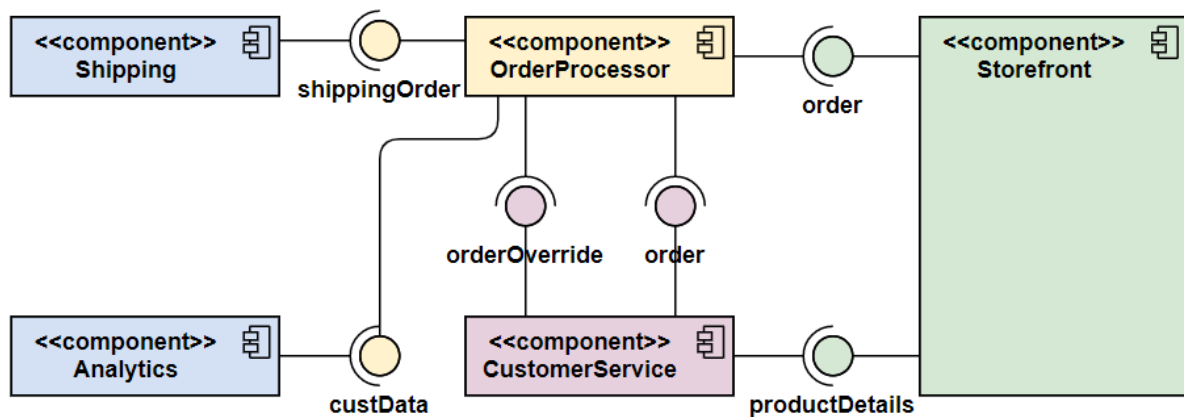 <<component>>
Shipping
shippingOrder
<<component>>
OrderProcessor
order
<<component>>
Storefront
orderOverride
order
<<component>>
Analytics
custData
<<component>>
CustomerService
productDetails